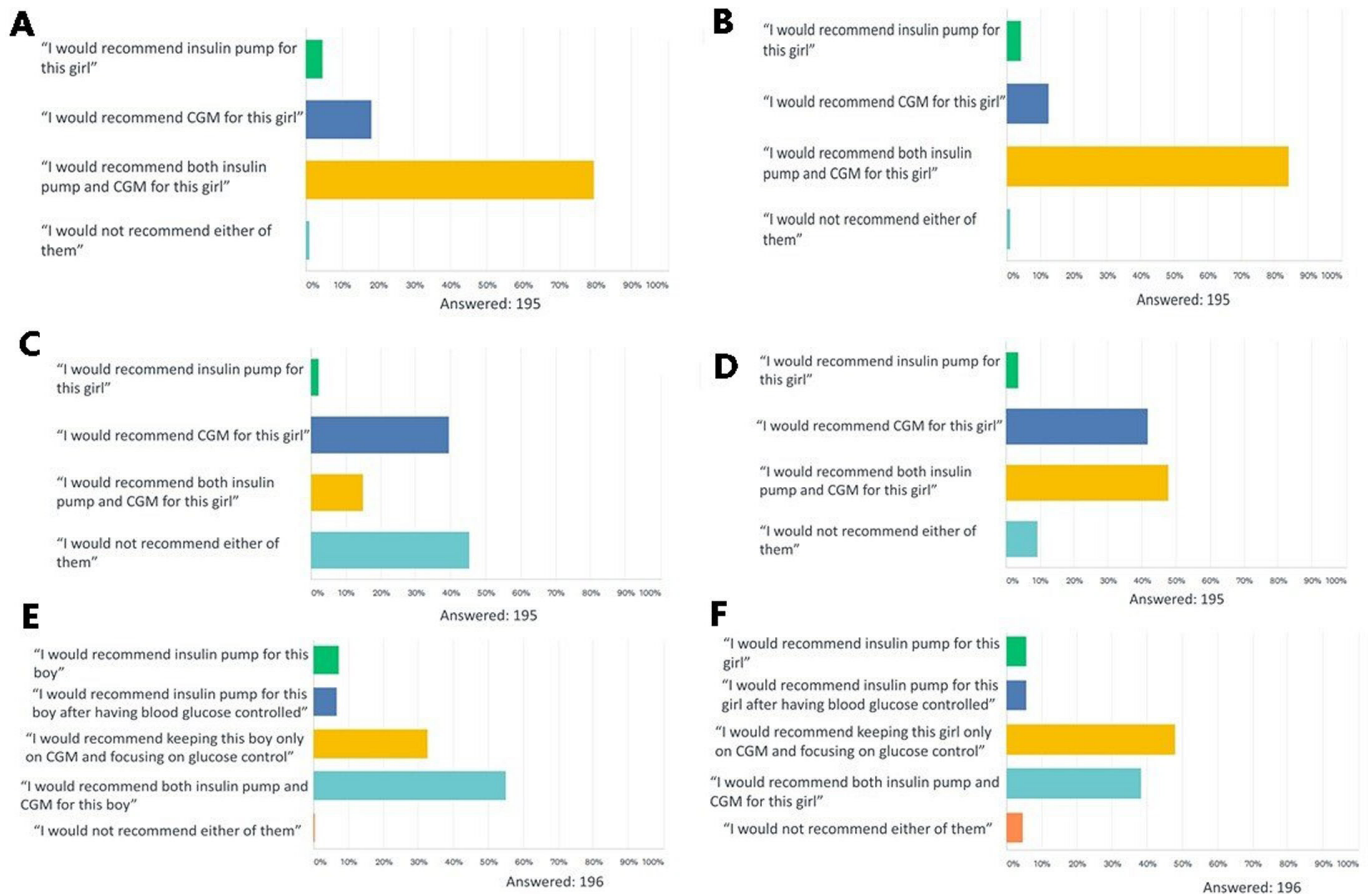 A
“I would recommend insulin pump for
this girl”
“I would recommend CGM for this girl”
“I would recommend both insulin
pump and CGM for this girl”
“I would not recommend either of
them”
0% 10% 20% 30% 40% 50% 60% 70% 80% 90% 100%
Answered: 195
B
“I would recommend insulin pump for
this girl”
“I would recommend CGM for this girl”
“I would recommend both insulin
pump and CGM for this girl”
“I would not recommend either of
them”
0% 10% 20% 30% 40% 50% 60% 70% 80% 90% 100%
Answered: 195
C
“I would recommend insulin pump for
this girl”
“I would recommend CGM for this girl”
“I would recommend both insulin
pump and CGM for this girl”
“I would not recommend either of
them”
0% 10% 20% 30% 40% 50% 60% 70% 80% 90% 100%
Answered: 195
D
“I would recommend insulin pump for
this girl”
“I would recommend CGM for this girl”
“I would recommend both insulin
pump and CGM for this girl”
“I would not recommend either of
them”
0% 10% 20% 30% 40% 50% 60% 70% 80% 90% 100%
Answered: 195
E
“I would recommend insulin pump for this
boy”
“I would recommend insulin pump for this
boy after having blood glucose controlled”
“I would recommend keeping this boy only
on CGM and focusing on glucose control”
“I would recommend both insulin pump and
CGM for this boy”
“I would not recommend either of them”
0% 10% 20% 30% 40% 50% 60% 70% 80% 90% 100%
Answered: 196
F
“I would recommend insulin pump for this
girl”
“I would recommend insulin pump for this
girl after having blood glucose controlled”
“I would recommend keeping this girl only
on CGM and focusing on glucose control”
“I would recommend both insulin pump and
CGM for this girl”
“I would not recommend either of them”
0% 10% 20% 30% 40% 50% 60% 70% 80% 90% 100%
Answered: 196